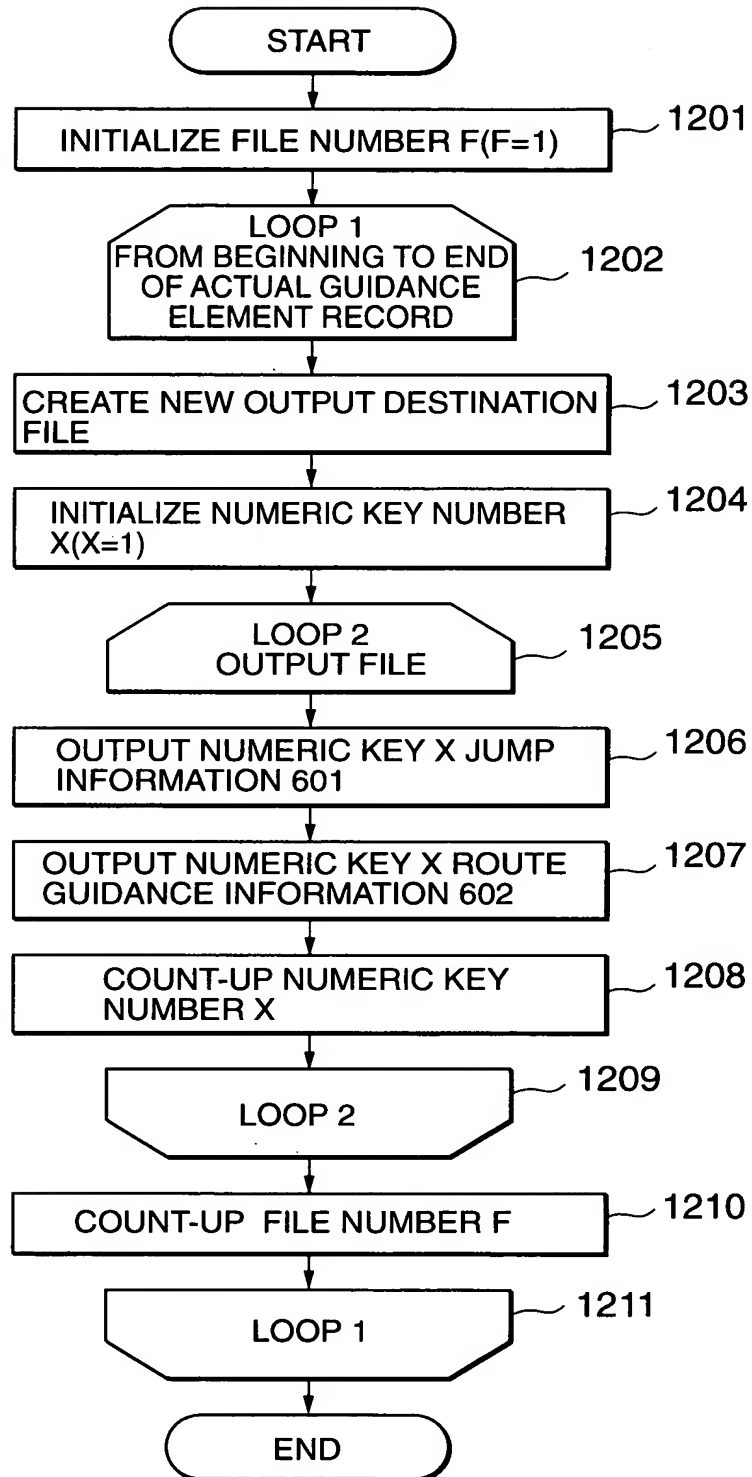 START
INITIALIZE FILE NUMBER F(F=1)
1201
LOOP 1
FROM BEGINNING TO END
OF ACTUAL GUIDANCE
ELEMENT RECORD
1202
CREATE NEW OUTPUT DESTINATION
FILE
1203
INITIALIZE NUMERIC KEY NUMBER
X(X=1)
1204
LOOP 2
OUTPUT FILE
1205
OUTPUT NUMERIC KEY X JUMP
INFORMATION 601
1206
OUTPUT NUMERIC KEY X ROUTE
GUIDANCE INFORMATION 602
1207
COUNT-UP NUMERIC KEY
NUMBER X
1208
LOOP 2
1209
COUNT-UP FILE NUMBER F
1210
LOOP 1
1211
END